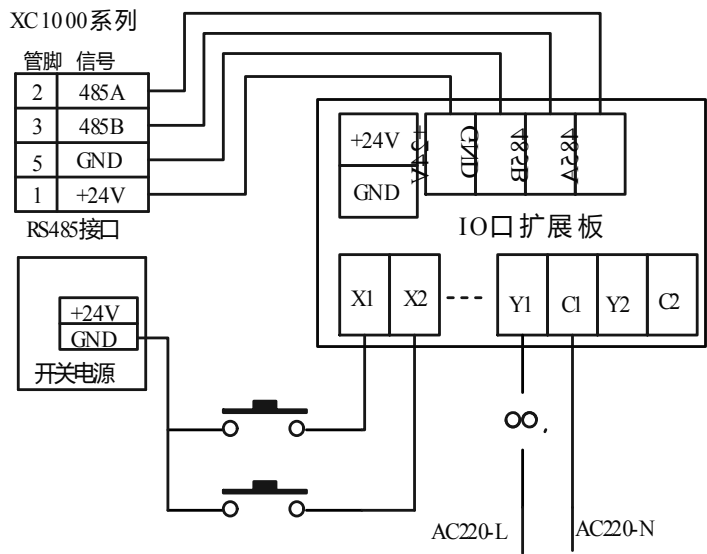 XC1000系列
管脚 信号
2 485A
3 485B
5 GND
1 +24V
RS485接口
+24V
GND
+24V
GND
485B
485A
IO口扩展板
X1 X2 --- Y1 C1 Y2 C2
+24V
GND
开关电源
AC220-L
AC220-N